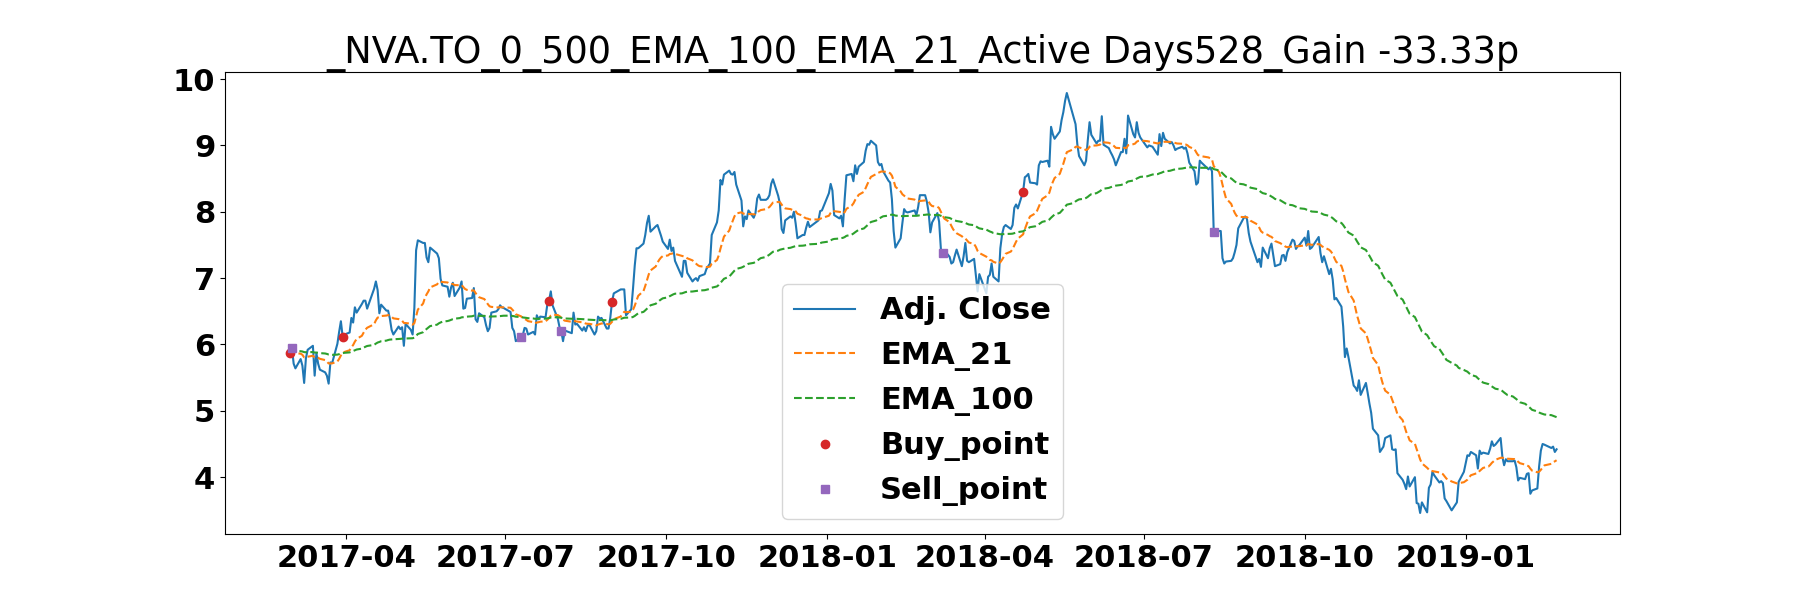 _NVA.TO_0_500_EMA_100_EMA_21_Active Days528_Gain -33.33p
10
9
8
7
6
5
4
Adj. Close
EMA_21
EMA_100
Buy_point
Sell_point
2017-04 2017-07 2017-10 2018-01 2018-04 2018-07 2018-10 2019-01